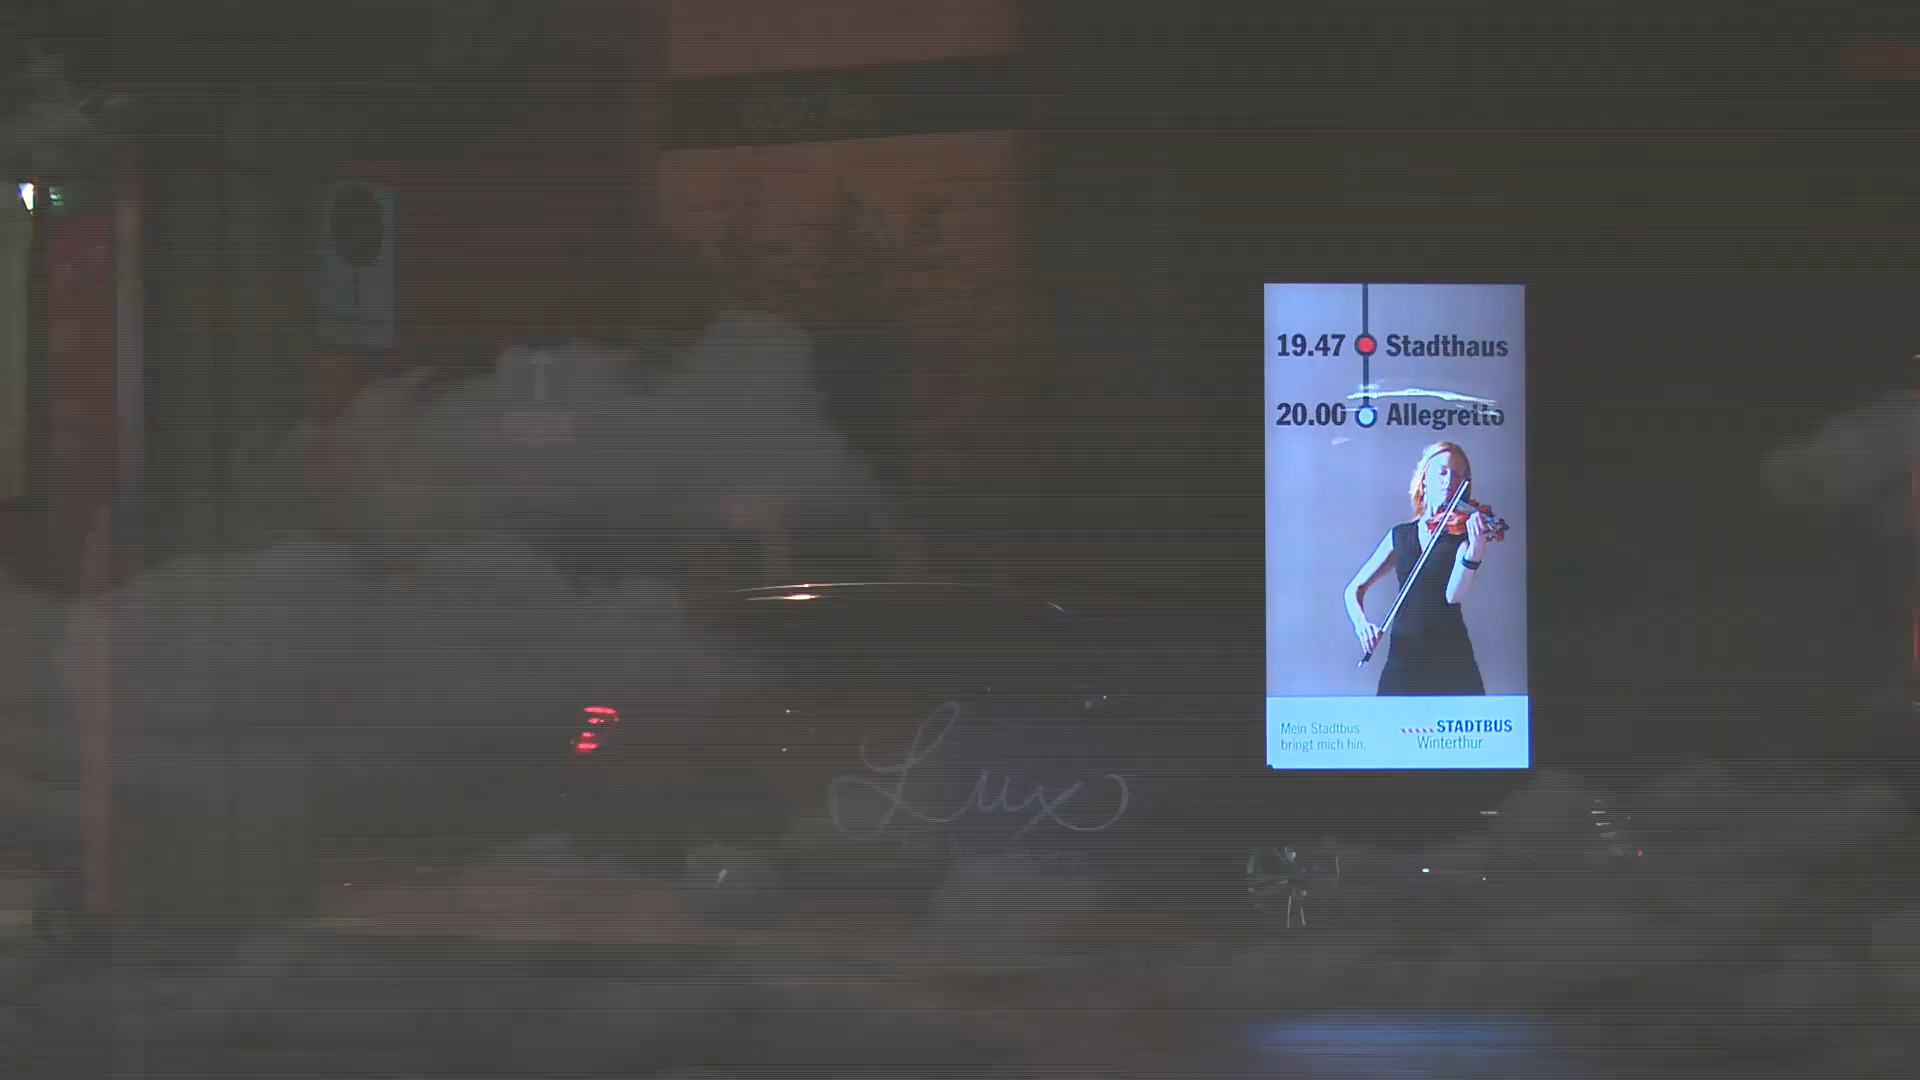 19.47 Stadthaus
20.00 Allegretto
Mein Stadtbus
bringt mich hin.
STADTBUS
Winterthur
Lux